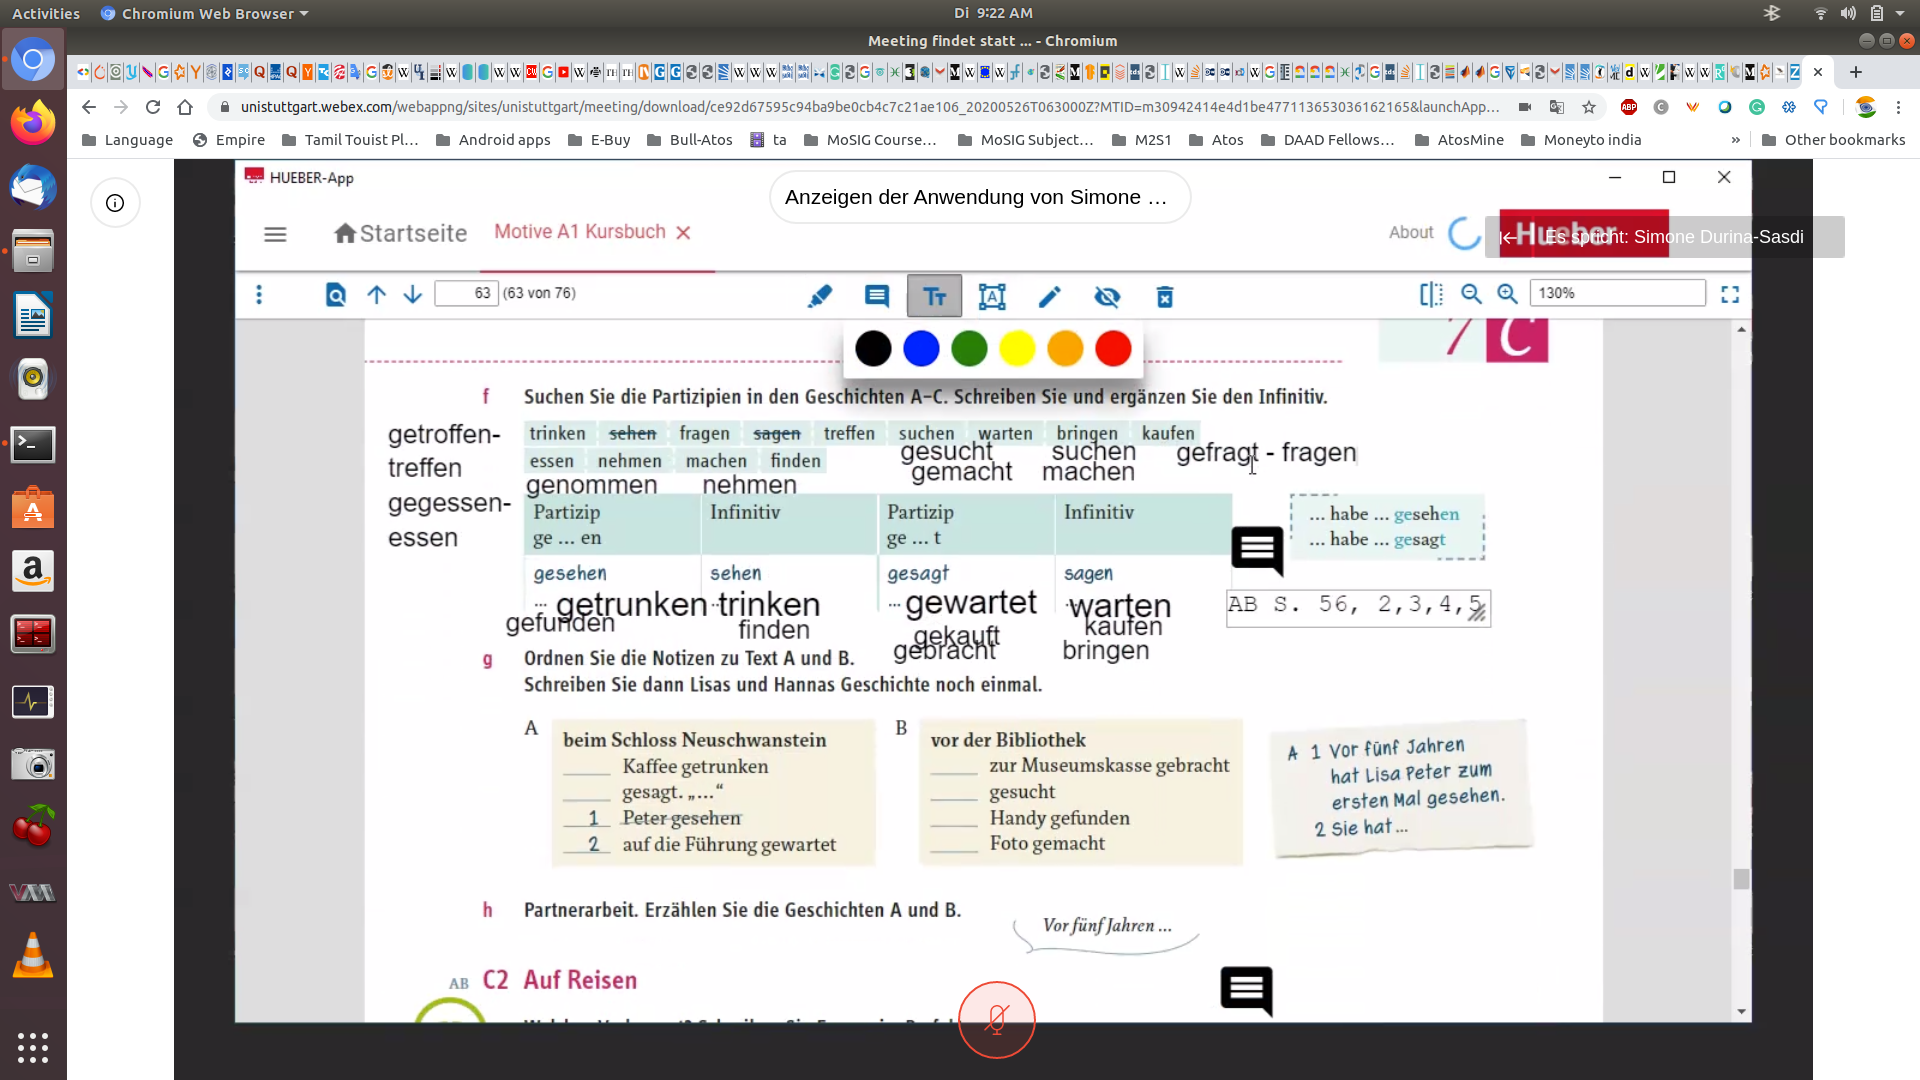 Activities Chromium Web Browser Di 9:22 AM
Meeting findet statt ... - Chromium
unistuttgart.webex.com/webappng/sites/unistuttgart/meeting/download/ce92d67595c94ba9be0cb4c7c21ae106_20200526T063000Z?MTID=m30942414e4d1be477113653036162165&launchApp...
Language Empire Tamil Touist Pl... Android apps E-Buy Bull-Atos ta MoSIG Course... MoSIG Subject... M2S1 Atos DAAD Fellows... AtosMine Moneyto india » Other bookmarks
HUEBER-App
Anzeigen der Anwendung von Simone ...
Startseite Motive A1 Kursbuch About Hueber
Es spricht: Simone Durina-Sasdi
63 (63 von 76) 130%
7 C
f Suchen Sie die Partizipien in den Geschichten A–C. Schreiben Sie und ergänzen Sie den Infinitiv.
getroffen- trinken sehen fragen sagen treffen suchen warten bringen kaufen
gesucht suchen gefragt - fragen
treffen essen nehmen machen finden gemacht machen
genommen nehmen
gegessen-
essen
Partizip Infinitiv Partizip Infinitiv
ge ... en ge ... t
... habe ... gesehen
... habe ... gesagt
gesehen sehen gesagt sagen
... getrunken trinken ... gewartet warten
AB S. 56, 2,3,4,5
gefunden finden gekauft kaufen
gebracht bringen
g Ordnen Sie die Notizen zu Text A und B.
Schreiben Sie dann Lisas und Hannas Geschichte noch einmal.
A beim Schloss Neuschwanstein
Kaffee getrunken
gesagt. „...“
1 Peter gesehen
2 auf die Führung gewartet
B vor der Bibliothek
zur Museumskasse gebracht
gesucht
Handy gefunden
Foto gemacht
A 1 Vor fünf Jahren
hat Lisa Peter zum
ersten Mal gesehen.
2 Sie hat ...
h Partnerarbeit. Erzählen Sie die Geschichten A und B.
Vor fünf Jahren ...
AB C2 Auf Reisen